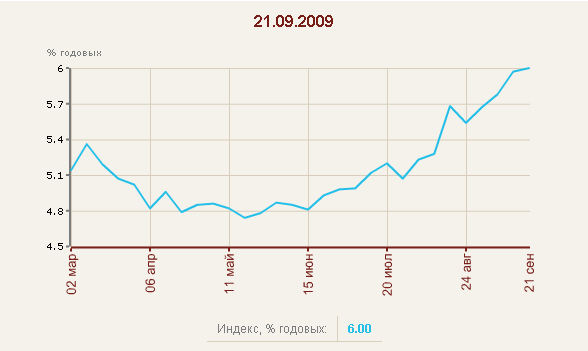 21.09.2009
% годовых
6
5.7
5.4
5.1
4.8
4.5
02 мар
06 апр
11 май
15 июн
20 июл
24 авг
21 сен
Индекс, % годовых: 6.00